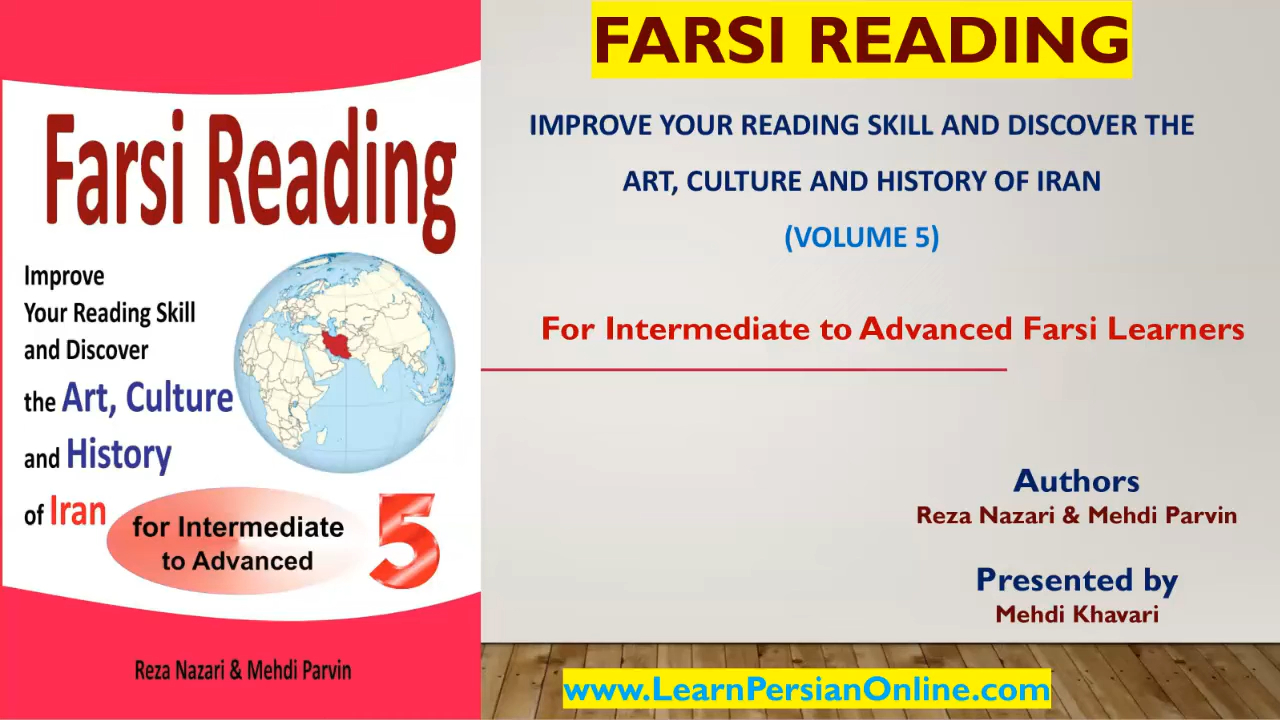 Farsi Reading
Improve
Your Reading Skill
and Discover
the Art, Culture
and History
of Iran
for Intermediate
to Advanced
5
Reza Nazari & Mehdi Parvin
FARSI READING
IMPROVE YOUR READING SKILL AND DISCOVER THE
ART, CULTURE AND HISTORY OF IRAN
(VOLUME 5)
For Intermediate to Advanced Farsi Learners
Authors
Reza Nazari & Mehdi Parvin
Presented by
Mehdi Khavari
www.LearnPersianOnline.com